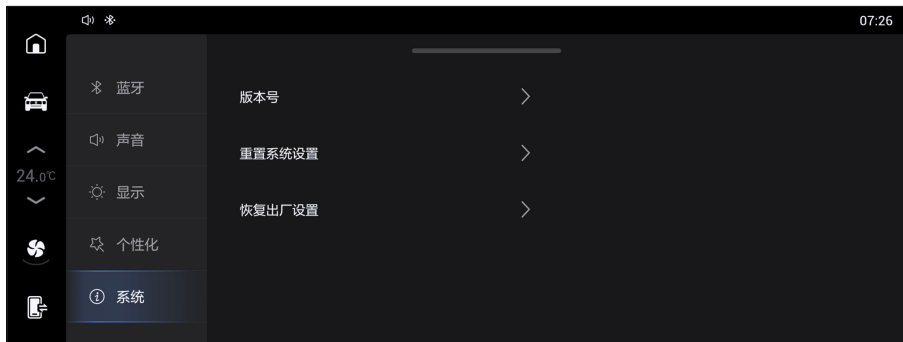 07:26
蓝牙
版本号
声音
重置系统设置
24.0℃
显示
恢复出厂设置
个性化
系统